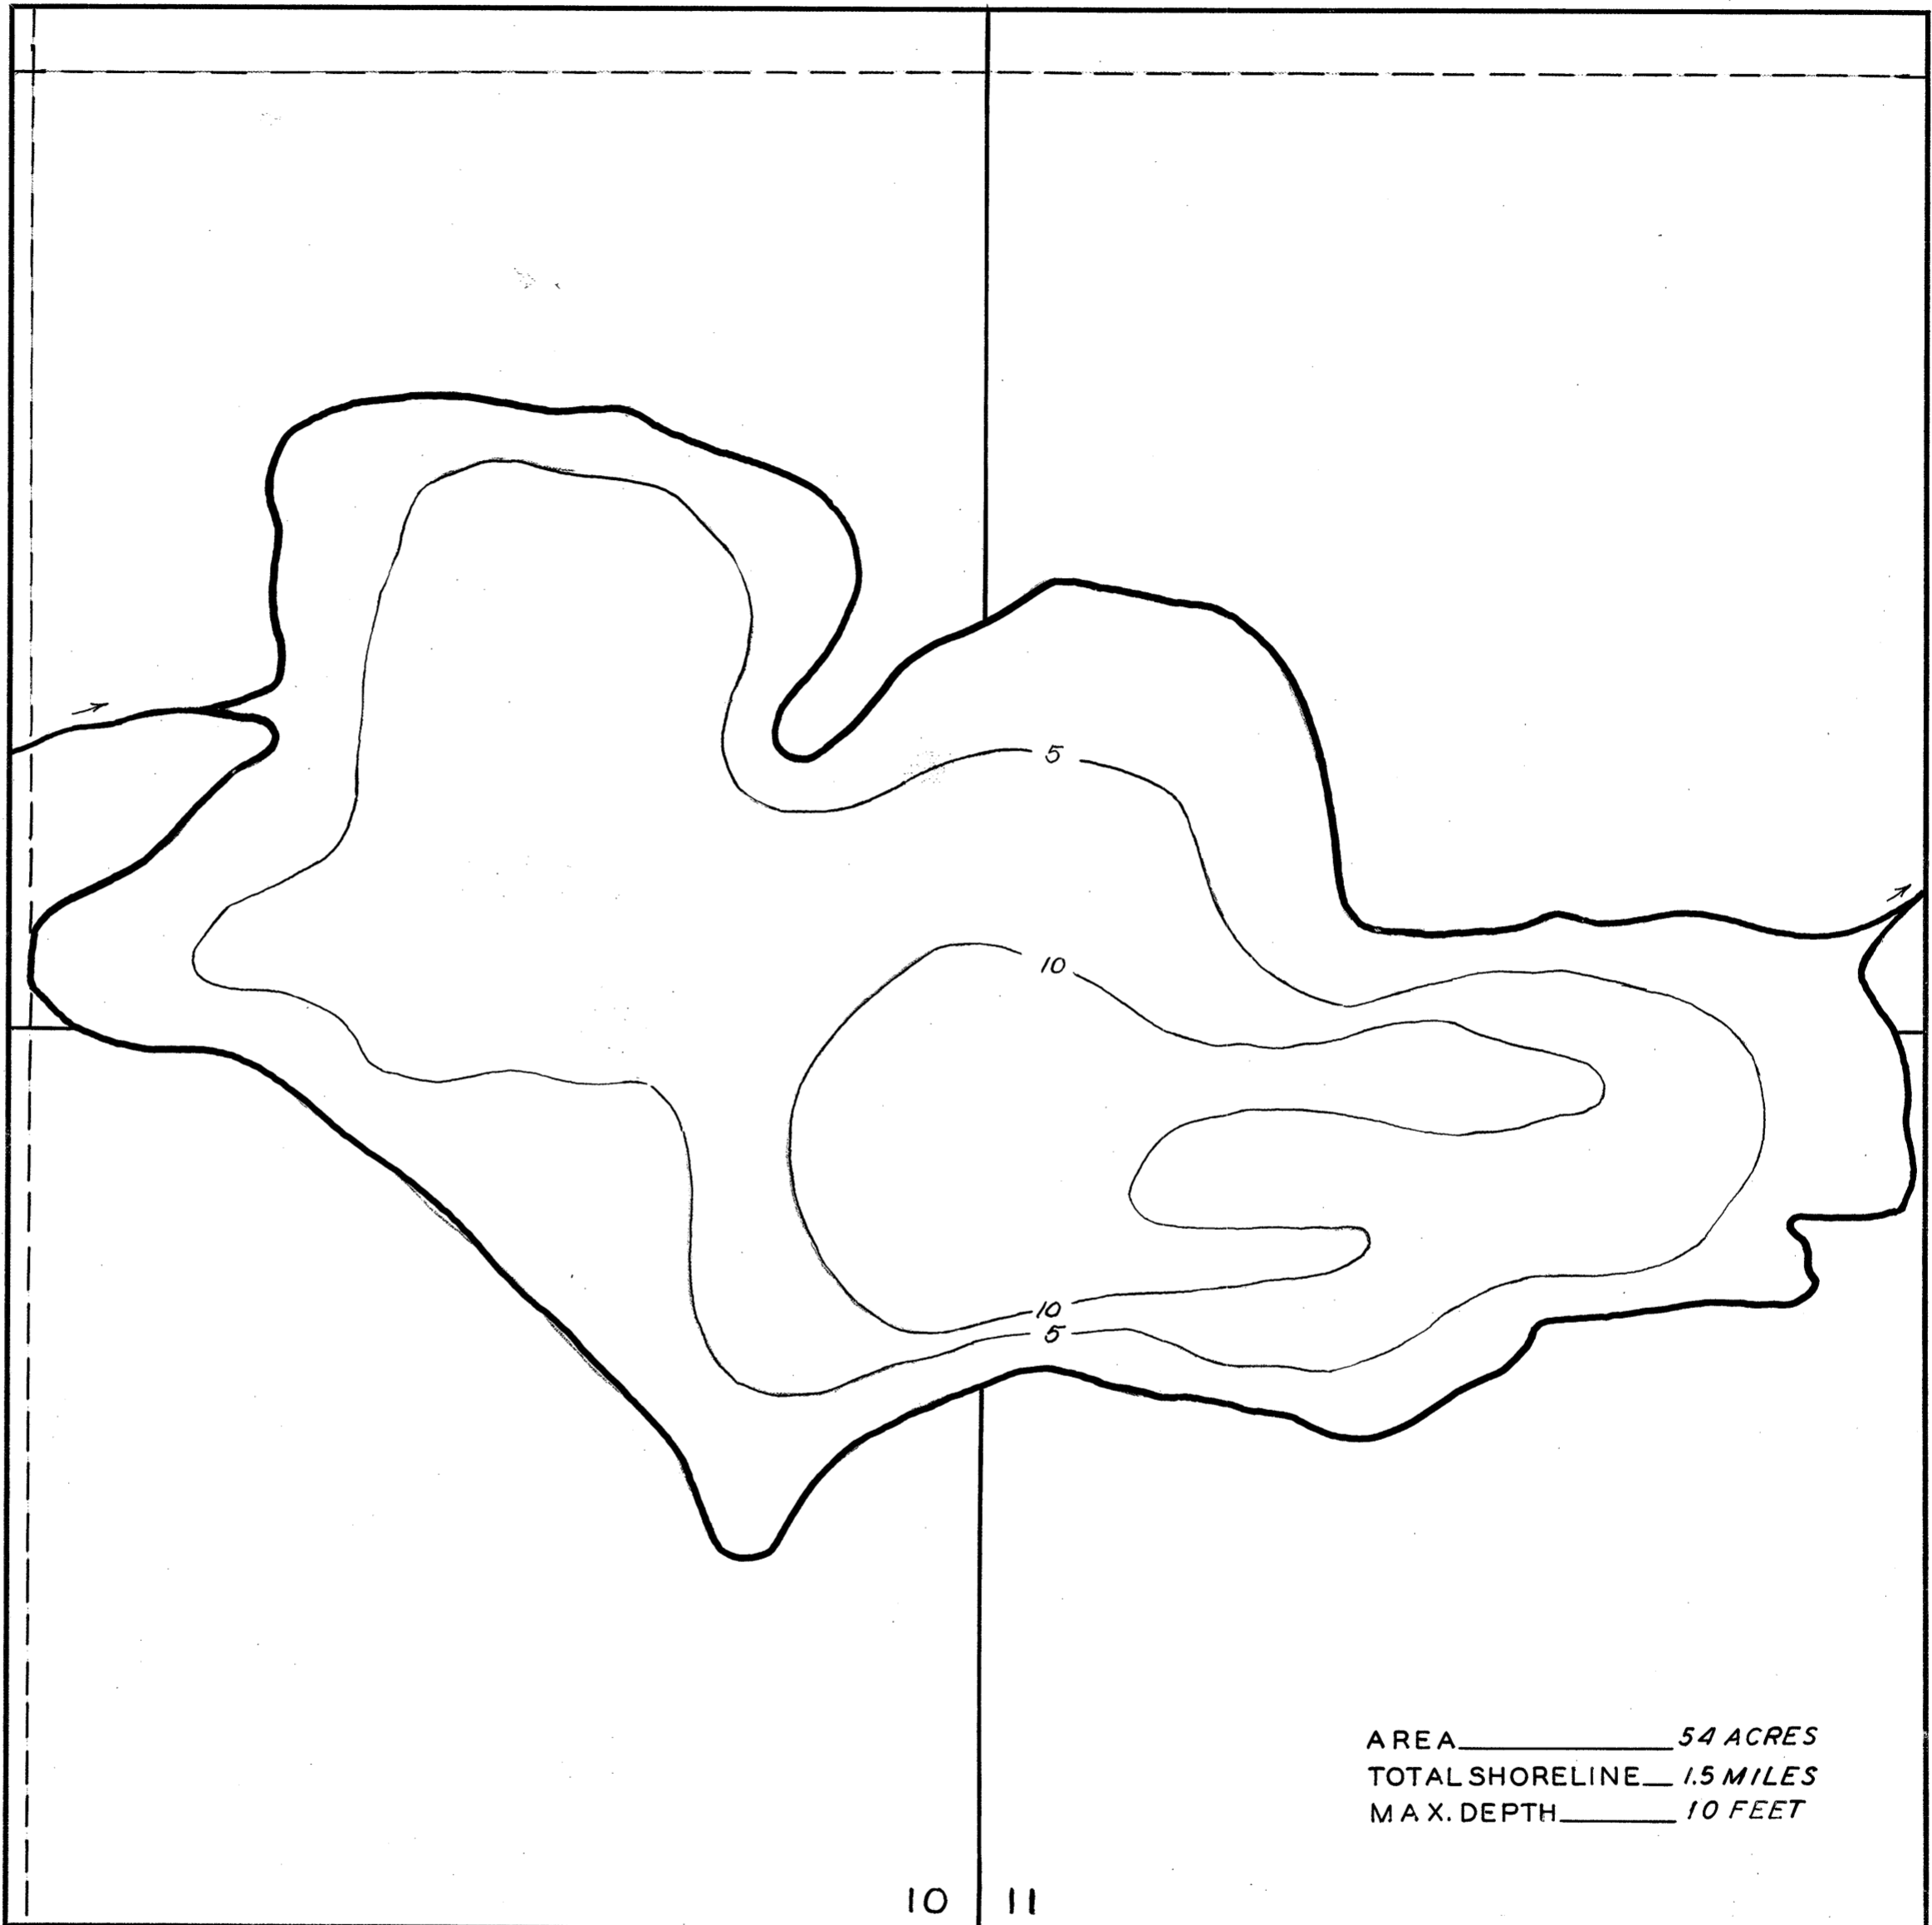 5
10
10
5
AREA 54 ACRES
TOTAL SHORELINE 1.5 MILES
MAX. DEPTH 10 FEET
10 11